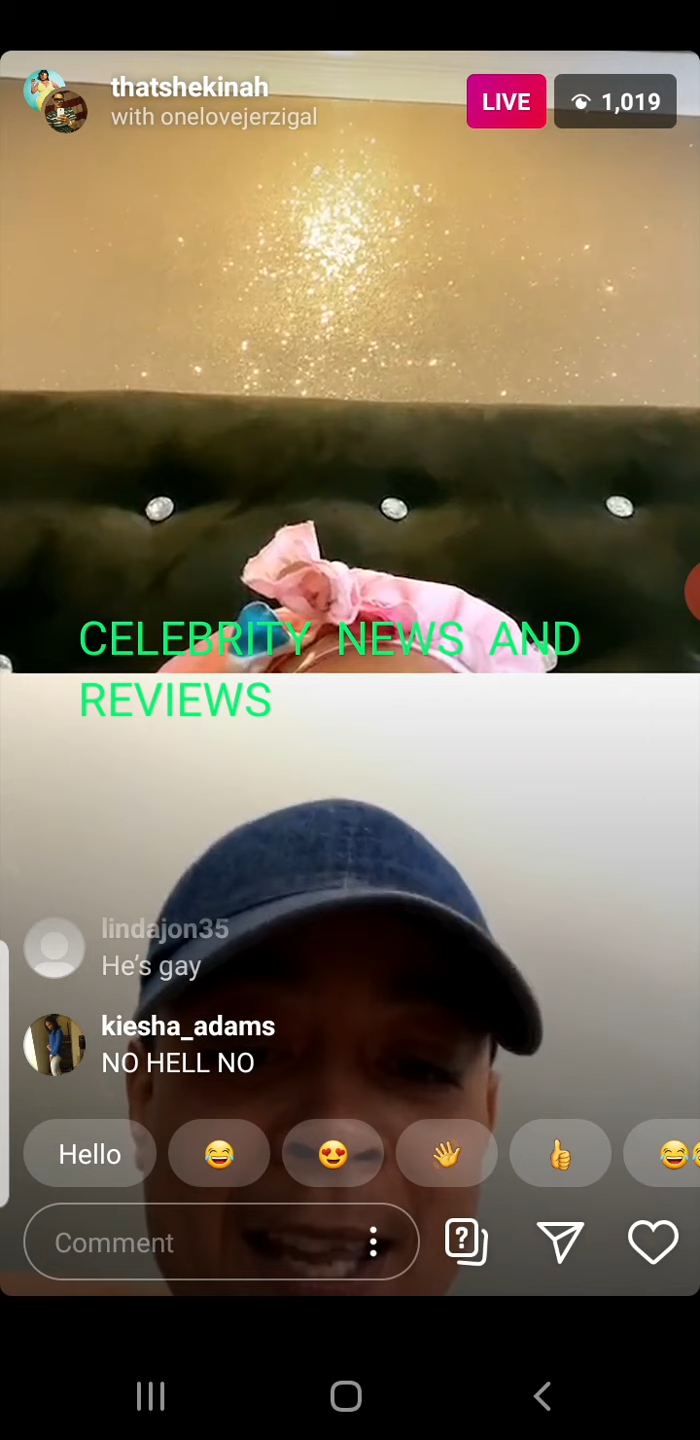 thatshekinah
with onelovejerzigal
LIVE
1,019
CELEBRITY NEWS AND
REVIEWS
lindajon35
He's gay
kiesha_adams
NO HELL NO
Hello
Comment